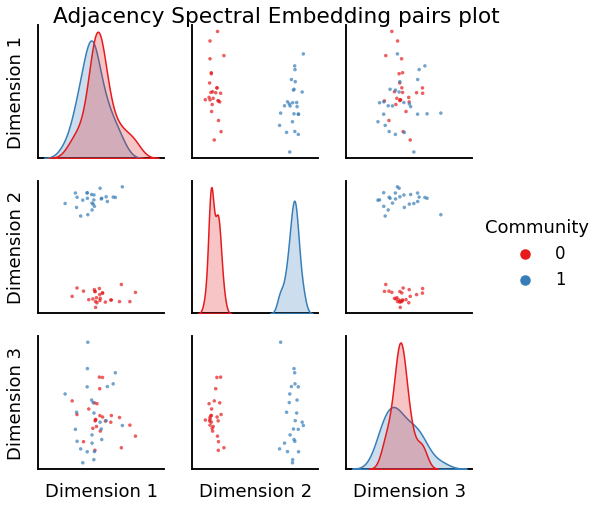 Adjacency Spectral Embedding pairs plot
Dimension 1
Dimension 2
Dimension 3
Community
0
1
Dimension 1
Dimension 2
Dimension 3